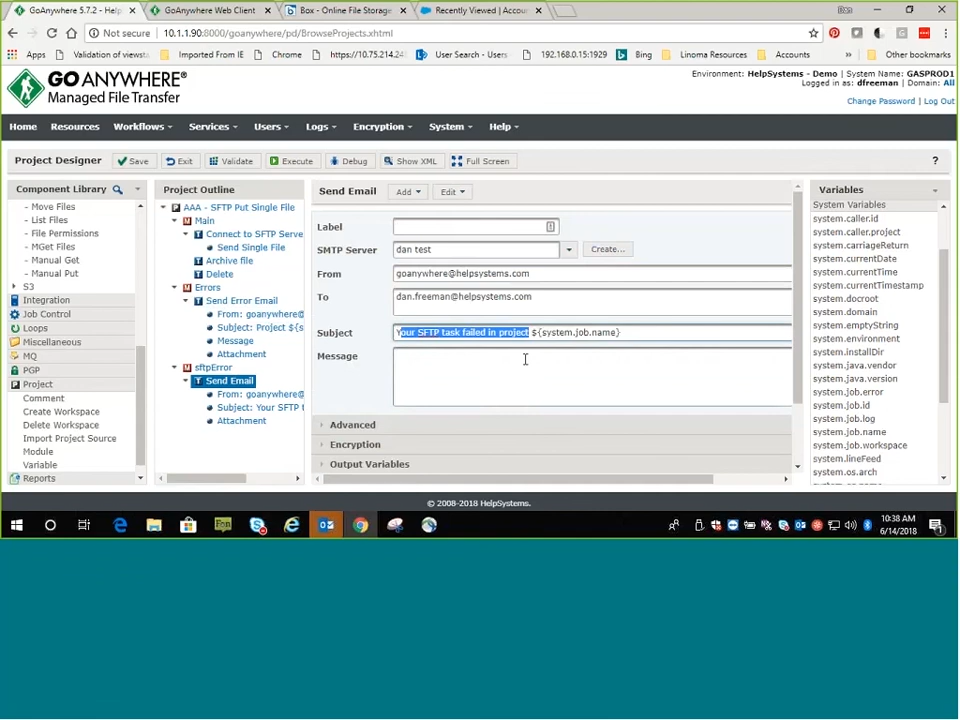 GoAnywhere 5.7.2 - Help
GoAnywhere Web Client
Box - Online File Storage
Recently Viewed | Accou
Not secure | 10.1.1.90:8000/goanywhere/pd/BrowseProjects.xhtml
Apps
Validation of viewst
Imported From IE
Chrome
https://10.75.214.
User Search - Users
192.168.0.15:1929
Bing
Linoma Resources
Accounts
Other bookmarks
GO ANYWHERE®
Managed File Transfer
Environment: HelpSystems - Demo | System Name: GASPROD1
Logged in as: dfreeman | Domain: All
Change Password | Log Out
Home Resources Workflows Services Users Logs Encryption System Help
Project Designer Save Exit Validate Execute Debug Show XML Full Screen ?
Component Library
- Move Files
- List Files
- File Permissions
- MGet Files
- Manual Get
- Manual Put
S3
Integration
Job Control
Loops
Miscellaneous
MQ
PGP
Project
Comment
Create Workspace
Delete Workspace
Import Project Source
Module
Variable
Reports
Project Outline
AAA - SFTP Put Single File
Main
Connect to SFTP Serve
Send Single File
Archive file
Delete
Errors
Send Error Email
From: goanywhere@
Subject: Project ${s
Message
Attachment
sftpError
Send Email
From: goanywhere@
Subject: Your SFTP t
Attachment
Send Email Add Edit
Label
SMTP Server dan test Create...
From goanywhere@helpsystems.com
To dan.freeman@helpsystems.com
Subject Your SFTP task failed in project ${system.job.name}
Message
Advanced
Encryption
Output Variables
Variables
System Variables
system.caller.id
system.caller.project
system.carriageReturn
system.currentDate
system.currentTime
system.currentTimestamp
system.docroot
system.domain
system.emptyString
system.environment
system.installDir
system.java.vendor
system.java.version
system.job.error
system.job.id
system.job.log
system.job.name
system.job.workspace
system.lineFeed
system.os.arch
© 2008-2018 HelpSystems.
10:38 AM
6/14/2018